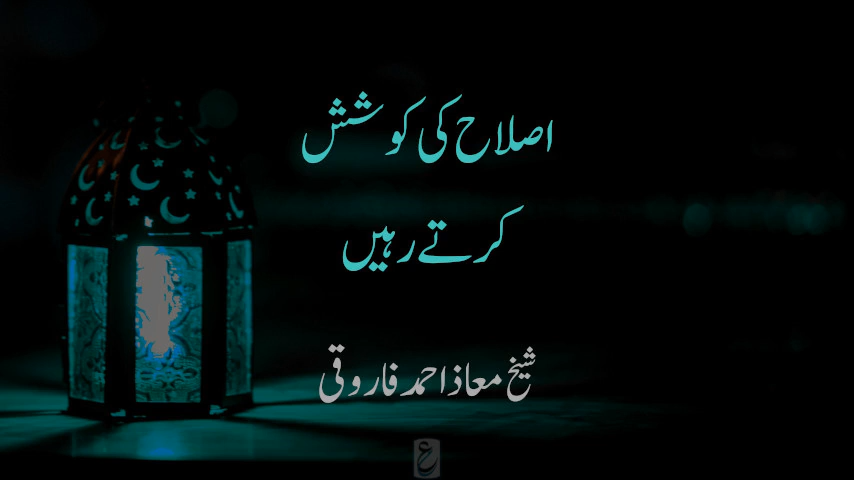 اصلاح کی کوشش
کرتے رہیں
شیخ معاذ احمد فاروقی
ع